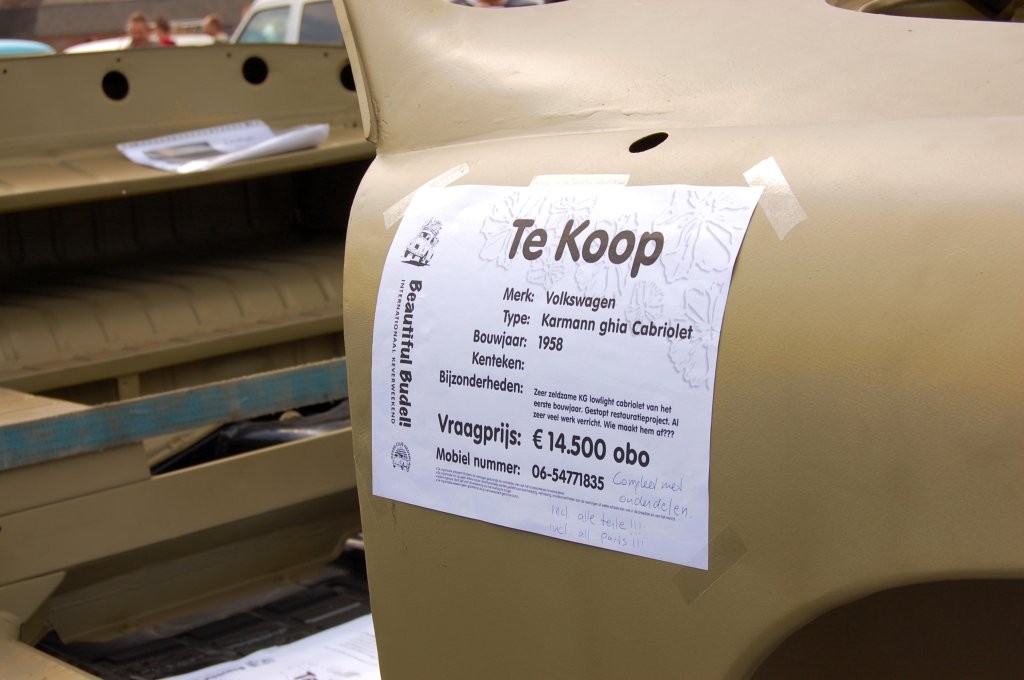 Te Koop
Merk: Volkswagen
Type: Karmann ghia Cabriolet
Bouwjaar: 1958
Kenteken:
Bijzonderheden: Zeer zeldzame KG lowlight cabriolet van het
eerste bouwjaar. Gestopt restauratieproject. Al
zeer veel werk verricht. Wie maakt hem af???
Vraagprijs: € 14.500 obo
Mobiel nummer: 06-54771835
Compleet met
onderdelen.
incl alle teile!!!
incl all parts!!!
Beautiful Budel!
INTERNATIONAAL KEVERWEEKEND